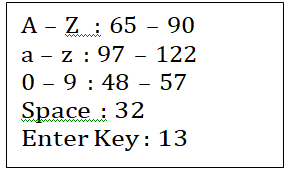 A – Z : 65 – 90
a – z : 97 – 122
0 – 9 : 48 – 57
Space : 32
Enter Key : 13